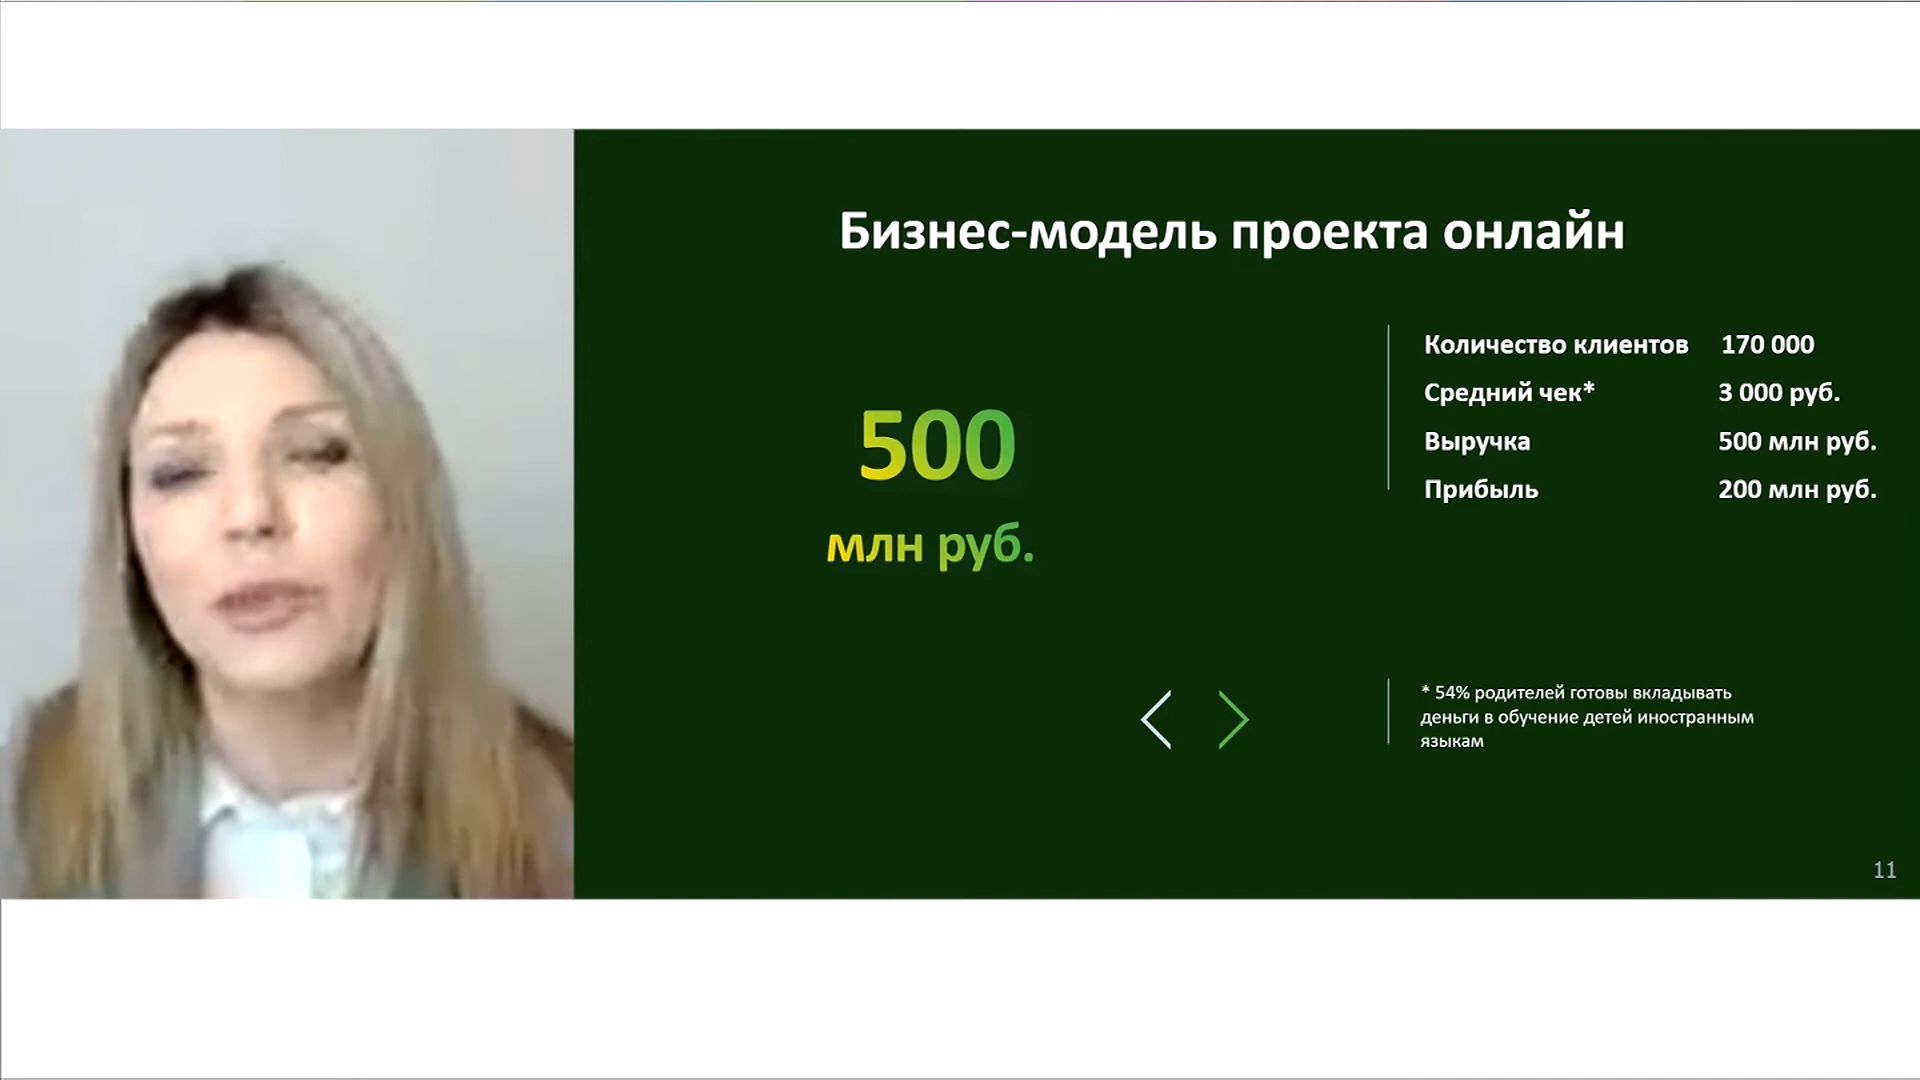 Бизнес-модель проекта онлайн
500
млн руб.
Количество клиентов 170 000
Средний чек* 3 000 руб.
Выручка 500 млн руб.
Прибыль 200 млн руб.
* 54% родителей готовы вкладывать
деньги в обучение детей иностранным
языкам
11